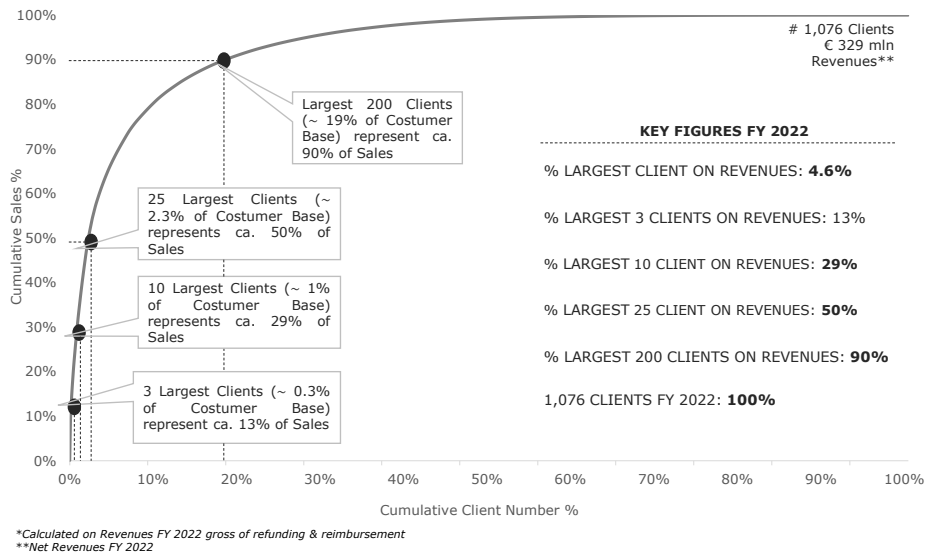 100%
90%
80%
70%
60%
50%
40%
30%
20%
10%
0%
Cumulative Sales %
# 1,076 Clients
€ 329 mln
Revenues**
Largest 200 Clients
(~ 19% of Costumer
Base) represent ca.
90% of Sales
25 Largest Clients (~
2.3% of Costumer Base)
represents ca. 50% of
Sales
10 Largest Clients (~ 1%
of Costumer Base)
represents ca. 29% of
Sales
3 Largest Clients (~ 0.3%
of Costumer Base)
represent ca. 13% of Sales
KEY FIGURES FY 2022
% LARGEST CLIENT ON REVENUES: 4.6%
% LARGEST 3 CLIENTS ON REVENUES: 13%
% LARGEST 10 CLIENT ON REVENUES: 29%
% LARGEST 25 CLIENT ON REVENUES: 50%
% LARGEST 200 CLIENTS ON REVENUES: 90%
1,076 CLIENTS FY 2022: 100%
0% 10% 20% 30% 40% 50% 60% 70% 80% 90% 100%
Cumulative Client Number %
*Calculated on Revenues FY 2022 gross of refunding & reimbursement
**Net Revenues FY 2022